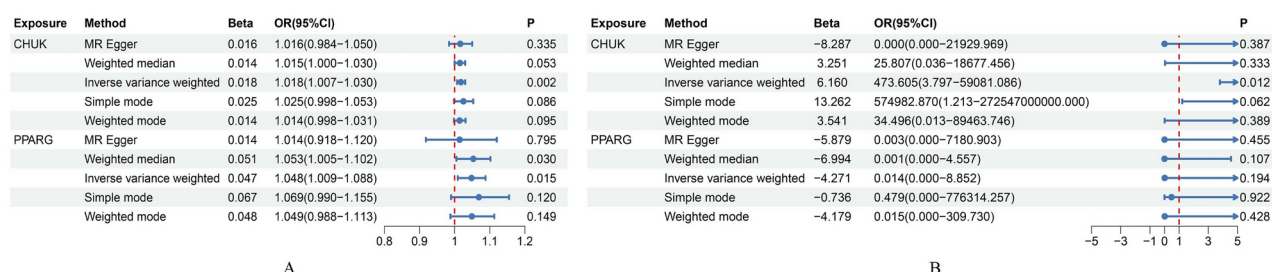 Exposure Method Beta OR(95%CI) P
CHUK MR Egger 0.016 1.016(0.984−1.050) 0.335
Weighted median 0.014 1.015(1.000−1.030) 0.053
Inverse variance weighted 0.018 1.018(1.007−1.030) 0.002
Simple mode 0.025 1.025(0.998−1.053) 0.086
Weighted mode 0.014 1.014(0.998−1.031) 0.095
PPARG MR Egger 0.014 1.014(0.918−1.120) 0.795
Weighted median 0.051 1.053(1.005−1.102) 0.030
Inverse variance weighted 0.047 1.048(1.009−1.088) 0.015
Simple mode 0.067 1.069(0.990−1.155) 0.120
Weighted mode 0.048 1.049(0.988−1.113) 0.149
0.8 0.9 1 1.1 1.2
A
Exposure Method Beta OR(95%CI) P
CHUK MR Egger −8.287 0.000(0.000−21929.969) 0.387
Weighted median 3.251 25.807(0.036−18677.456) 0.333
Inverse variance weighted 6.160 473.605(3.797−59081.086) 0.012
Simple mode 13.262 574982.870(1.213−272547000000.000) 0.062
Weighted mode 3.541 34.496(0.013−89463.746) 0.389
PPARG MR Egger −5.879 0.003(0.000−7180.903) 0.455
Weighted median −6.994 0.001(0.000−4.557) 0.107
Inverse variance weighted −4.271 0.014(0.000−8.852) 0.194
Simple mode −0.736 0.479(0.000−776314.257) 0.922
Weighted mode −4.179 0.015(0.000−309.730) 0.428
−5 −3 −1 0 1 3 5
B